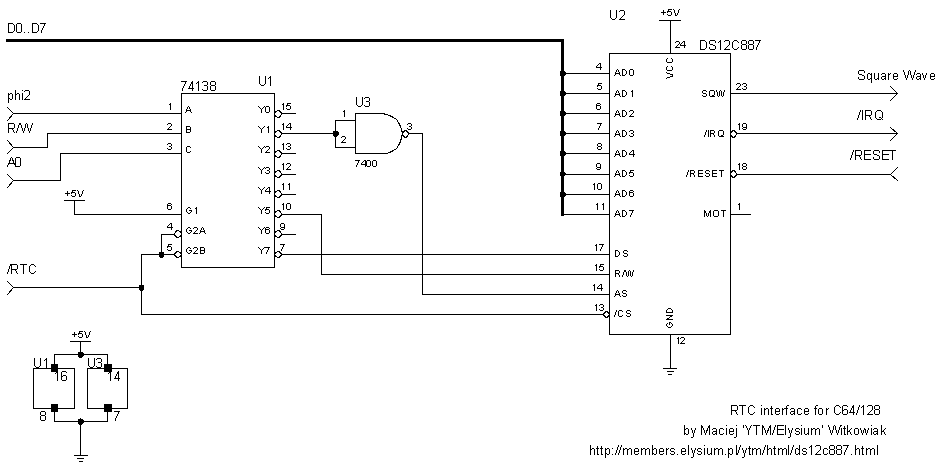 U2
+5V
D0..D7
24
DS12C887
VCC
4 AD0
5 AD1
6 AD2
7 AD3
8 AD4
9 AD5
10 AD6
11 AD7
17 DS
15 R/W
14 AS
13 /CS
SQW 23 Square Wave
/IRQ 19 /IRQ
/RESET 18 /RESET
MOT 1
GND
12
74138 U1
phi2 1 A
R/W 2 B
A0 3 C
+5V 6 G1
4 G2A
5 G2B
/RTC
Y0 15
Y1 14
Y2 13
Y3 12
Y4 11
Y5 10
Y6 9
Y7 7
U3
1
2
3
7400
+5V
U1 6 U3 4
8 7
RTC interface for C64/128
by Maciej 'YTM/Elysium' Witkowiak
http://members.elysium.pl/ytm/html/ds12c887.html